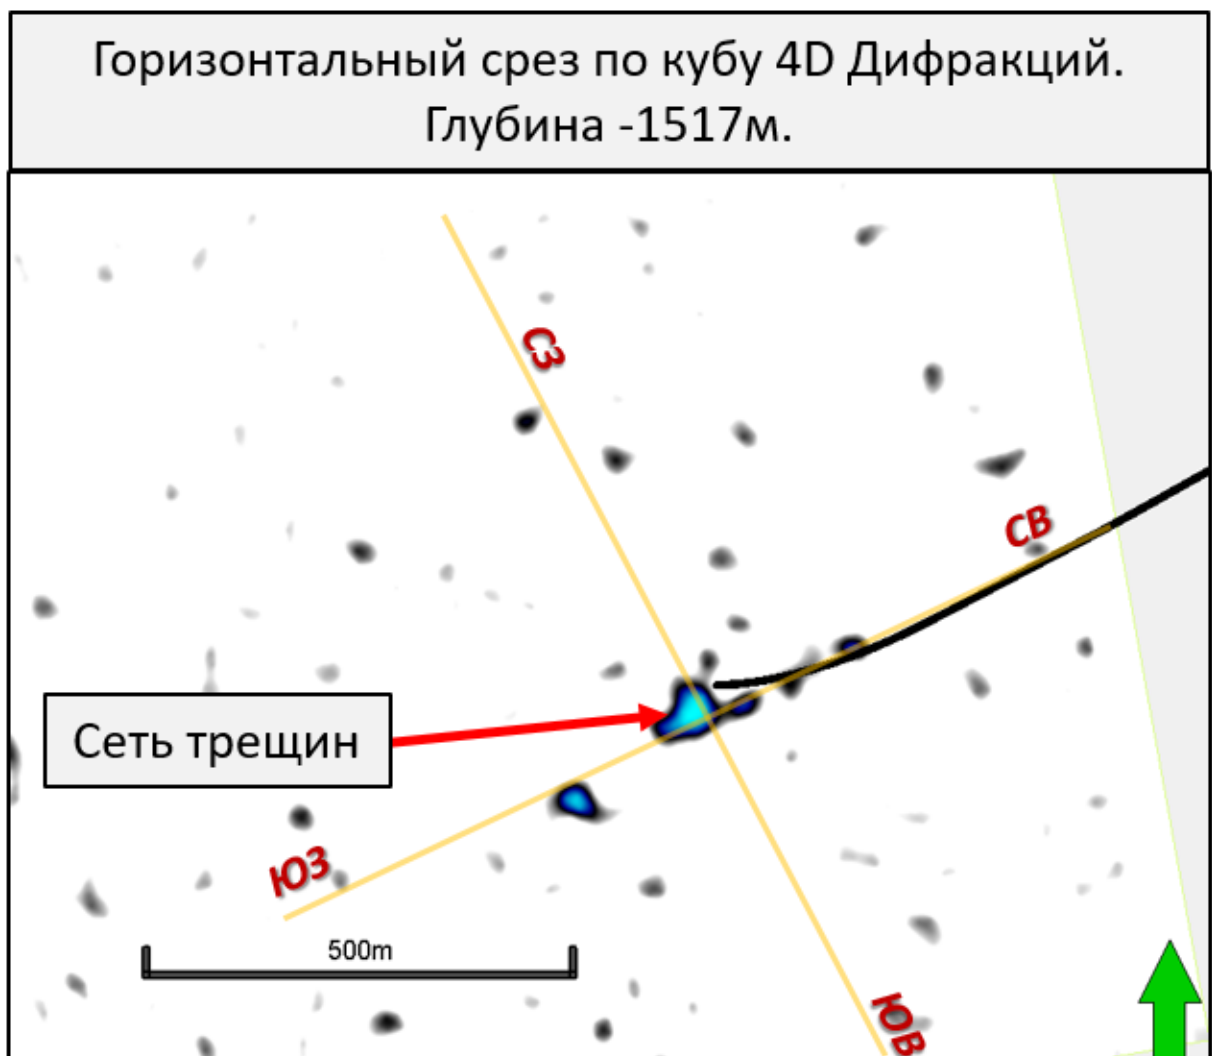 Горизонтальный срез по кубу 4D Дифракций.
Глубина -1517м.
СЗ
СВ
Сеть трещин
ЮЗ
500m
ЮВ